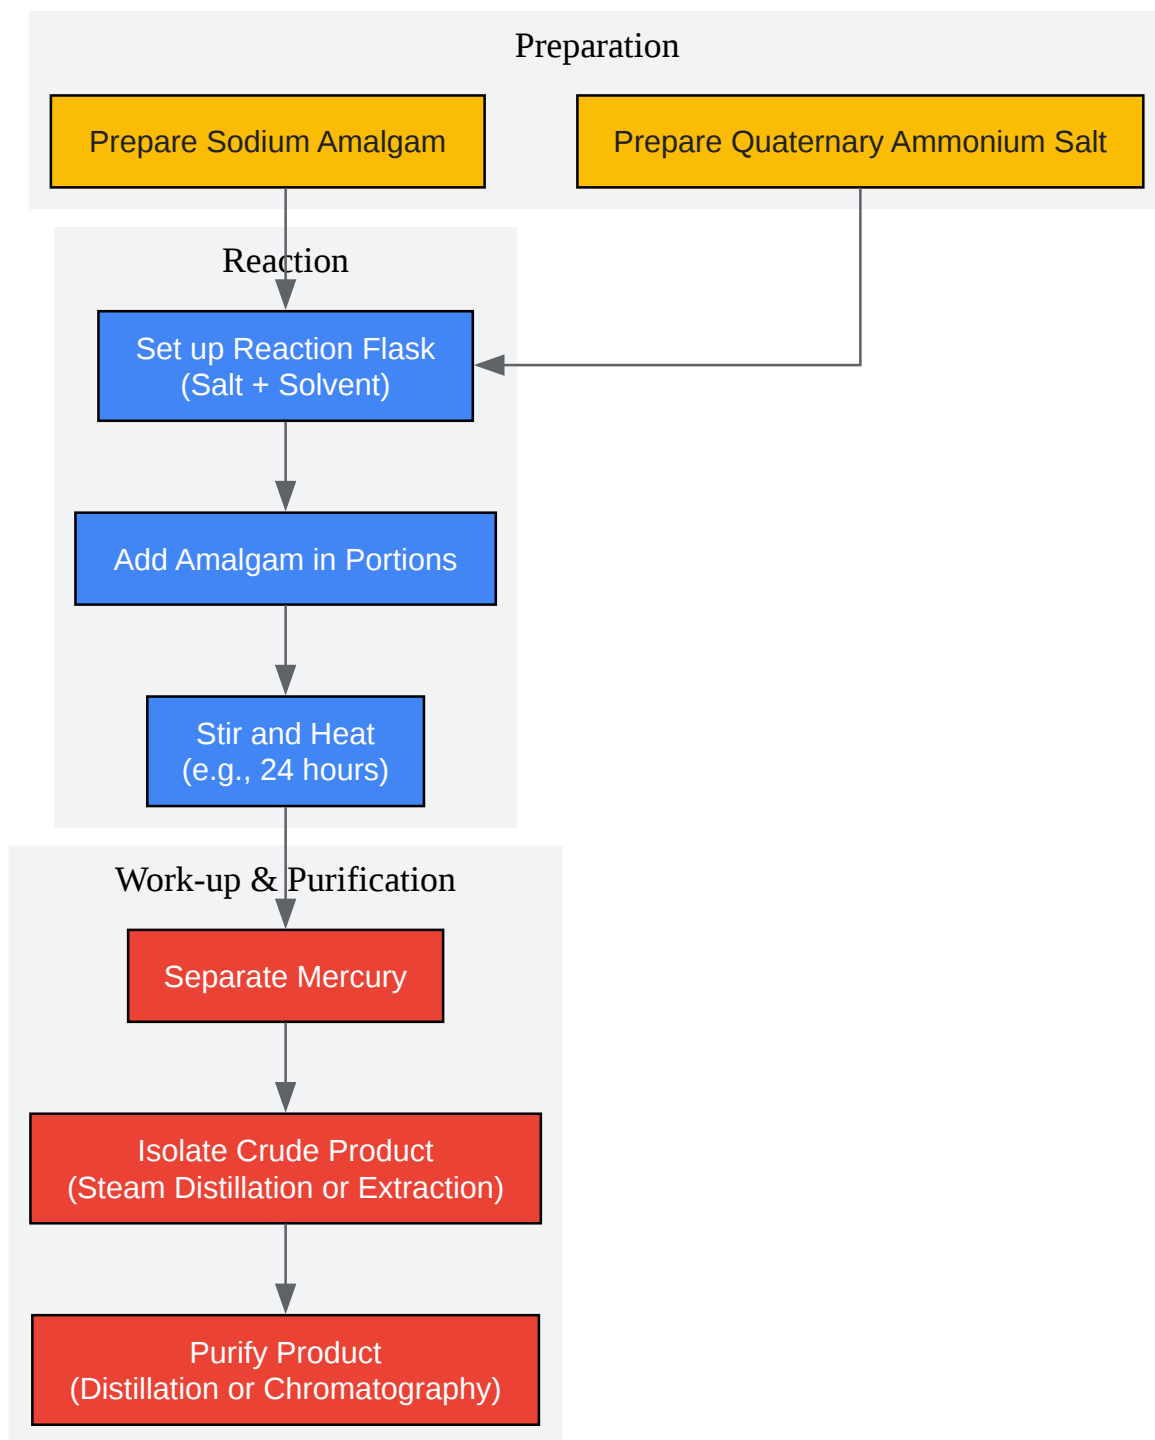 Preparation
Prepare Sodium Amalgam
Prepare Quaternary Ammonium Salt
Reaction
Set up Reaction Flask
(Salt + Solvent)
Add Amalgam in Portions
Stir and Heat
(e.g., 24 hours)
Work-up & Purification
Separate Mercury
Isolate Crude Product
(Steam Distillation or Extraction)
Purify Product
(Distillation or Chromatography)